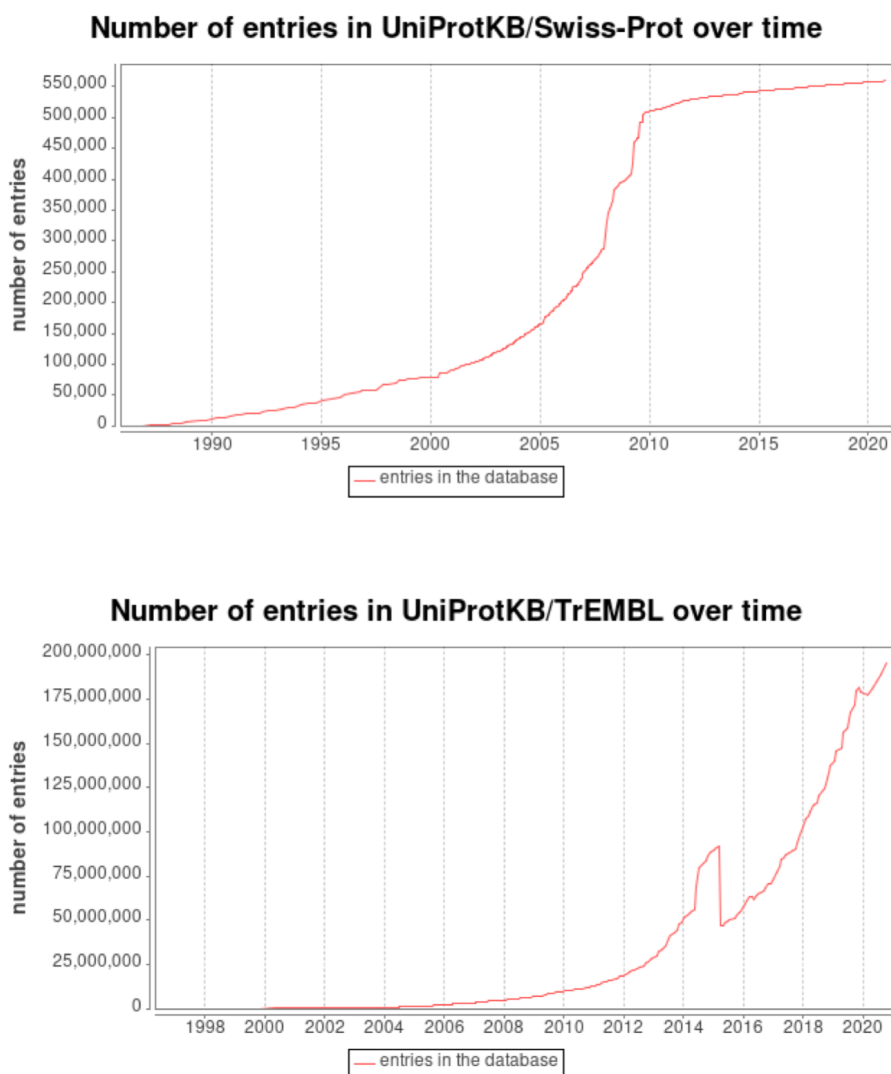 Number of entries in UniProtKB/Swiss-Prot over time
number of entries
550,000
500,000
450,000
400,000
350,000
300,000
250,000
200,000
150,000
100,000
50,000
0
1990 1995 2000 2005 2010 2015 2020
entries in the database
Number of entries in UniProtKB/TrEMBL over time
number of entries
200,000,000
175,000,000
150,000,000
125,000,000
100,000,000
75,000,000
50,000,000
25,000,000
0
1998 2000 2002 2004 2006 2008 2010 2012 2014 2016 2018 2020
entries in the database